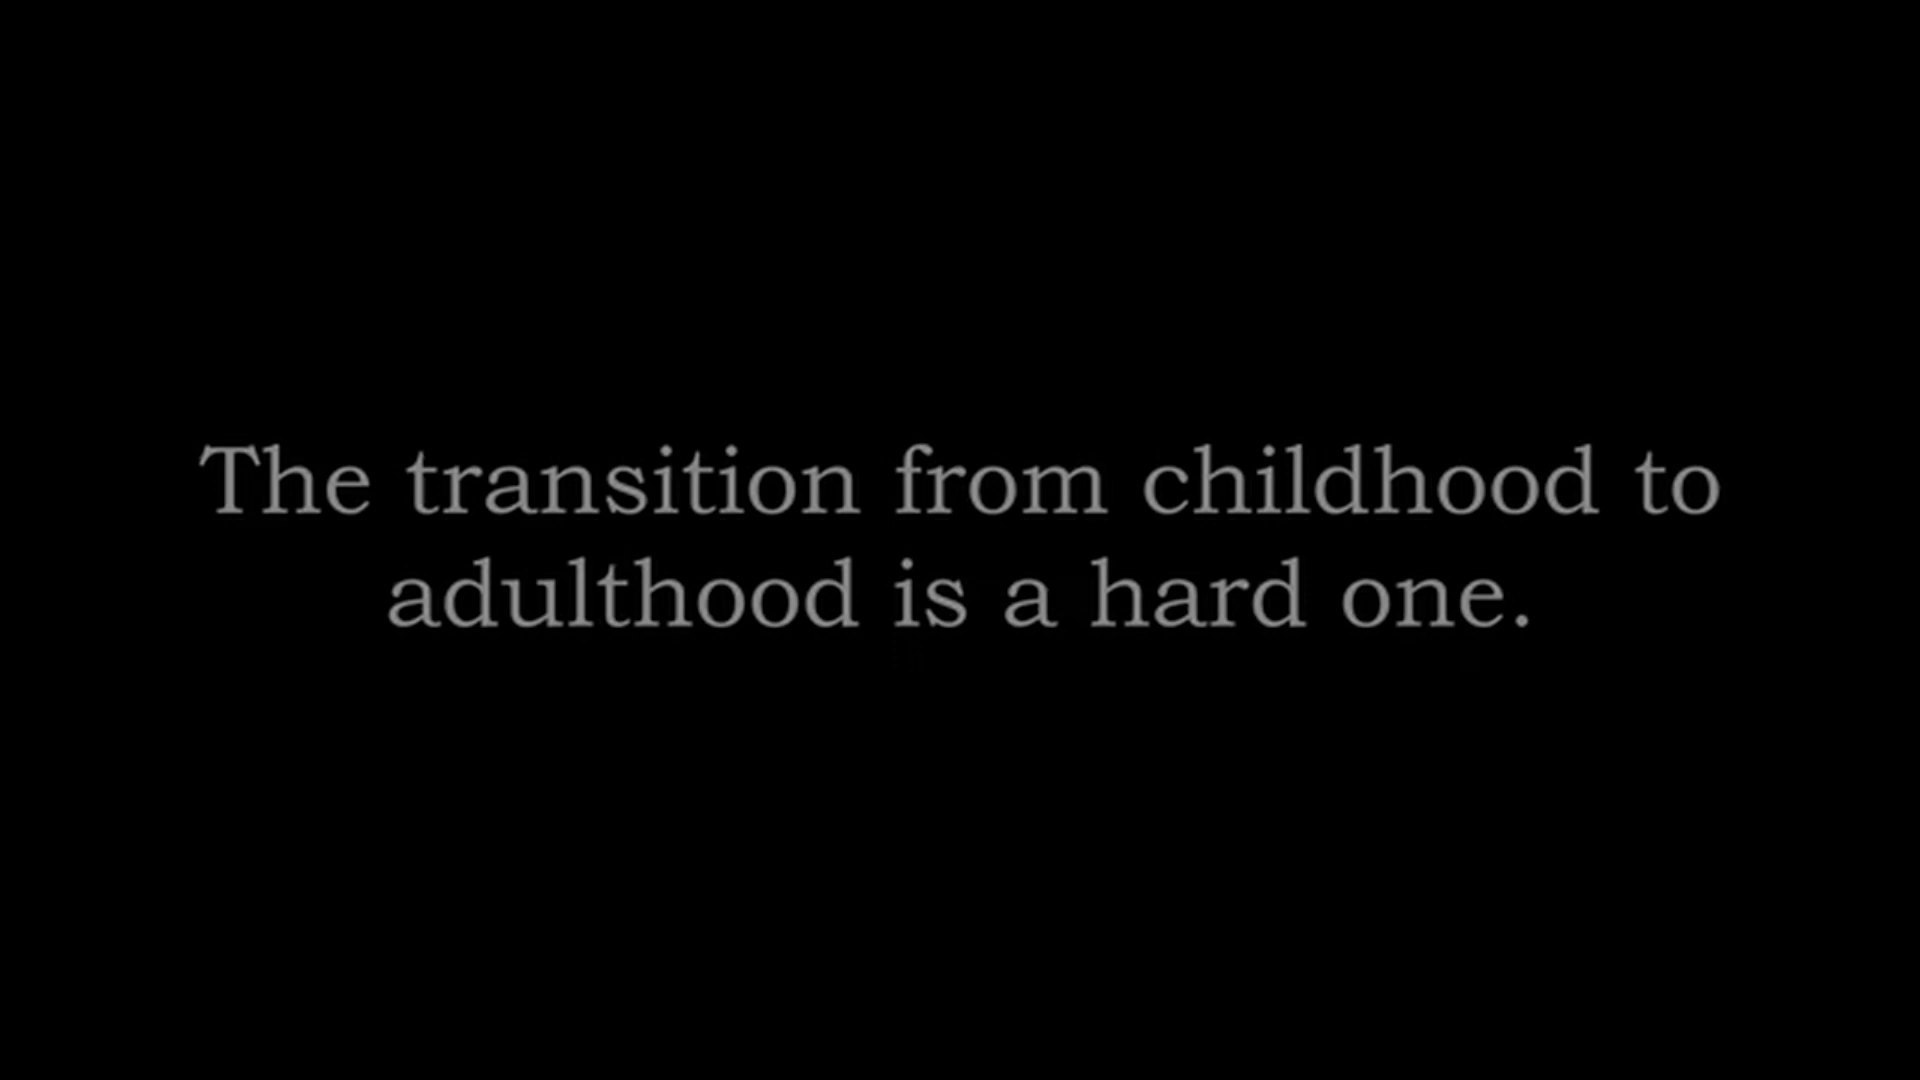 The transition from childhood to
adulthood is a hard one.